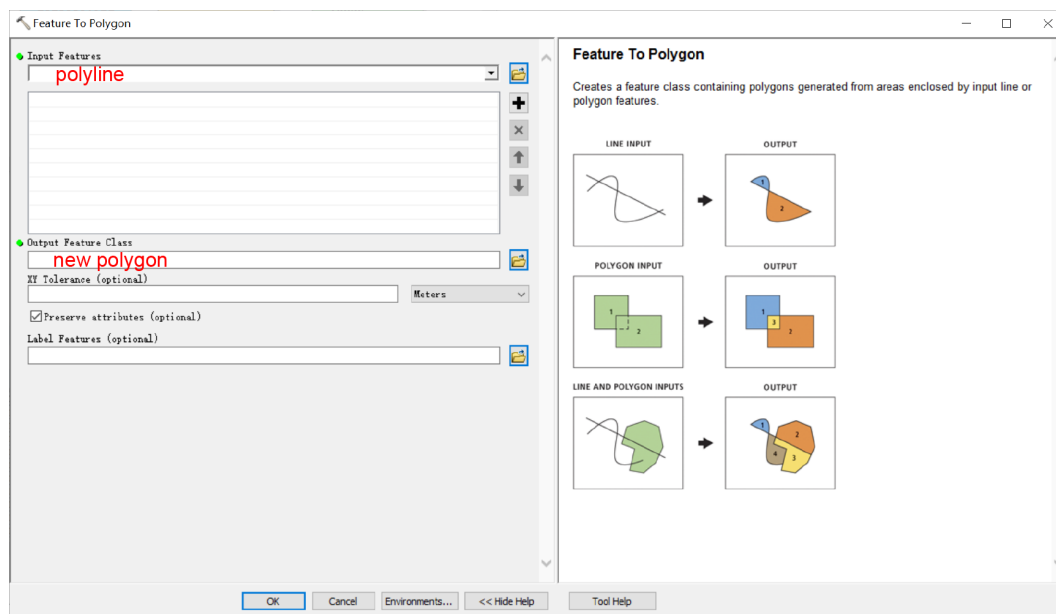 Feature To Polygon
Input Features
polyline
Output Feature Class
new polygon
XY Tolerance (optional)
Meters
Preserve attributes (optional)
Label Features (optional)
Feature To Polygon
Creates a feature class containing polygons generated from areas enclosed by input line or
polygon features.
LINE INPUT
OUTPUT
1
2
POLYGON INPUT
OUTPUT
1
2
1
3
2
LINE AND POLYGON INPUTS
OUTPUT
1
2
4
3
OK
Cancel
Environments...
<< Hide Help
Tool Help